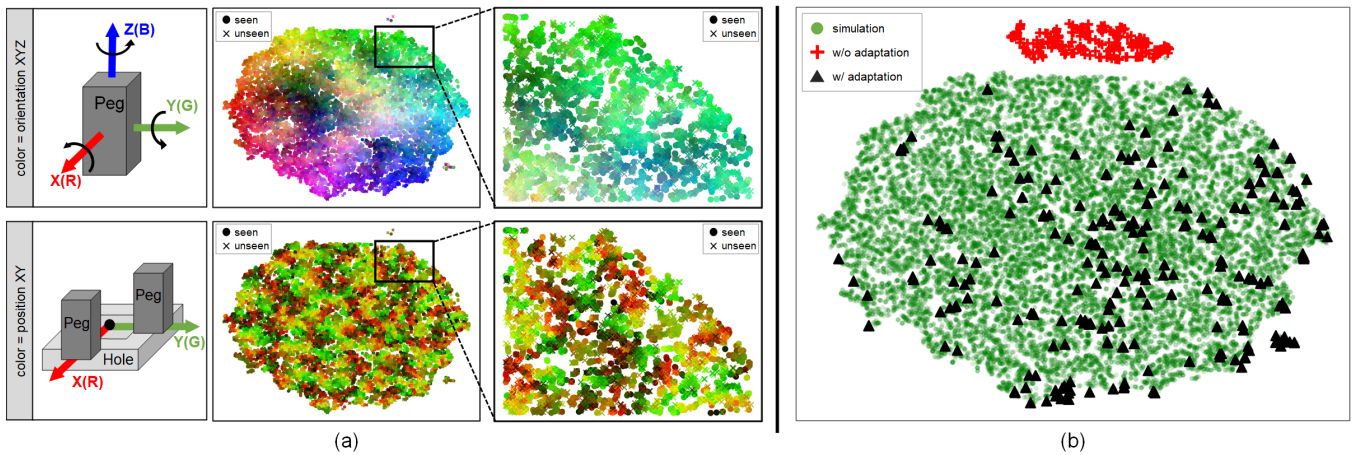 color = orientation XYZ
Z(B)
Peg
Y(G)
X(R)
seen
unseen
seen
unseen
color = position XY
Peg
Peg
Y(G)
Hole
X(R)
seen
unseen
seen
unseen
(a)
simulation
w/o adaptation
w/ adaptation
(b)